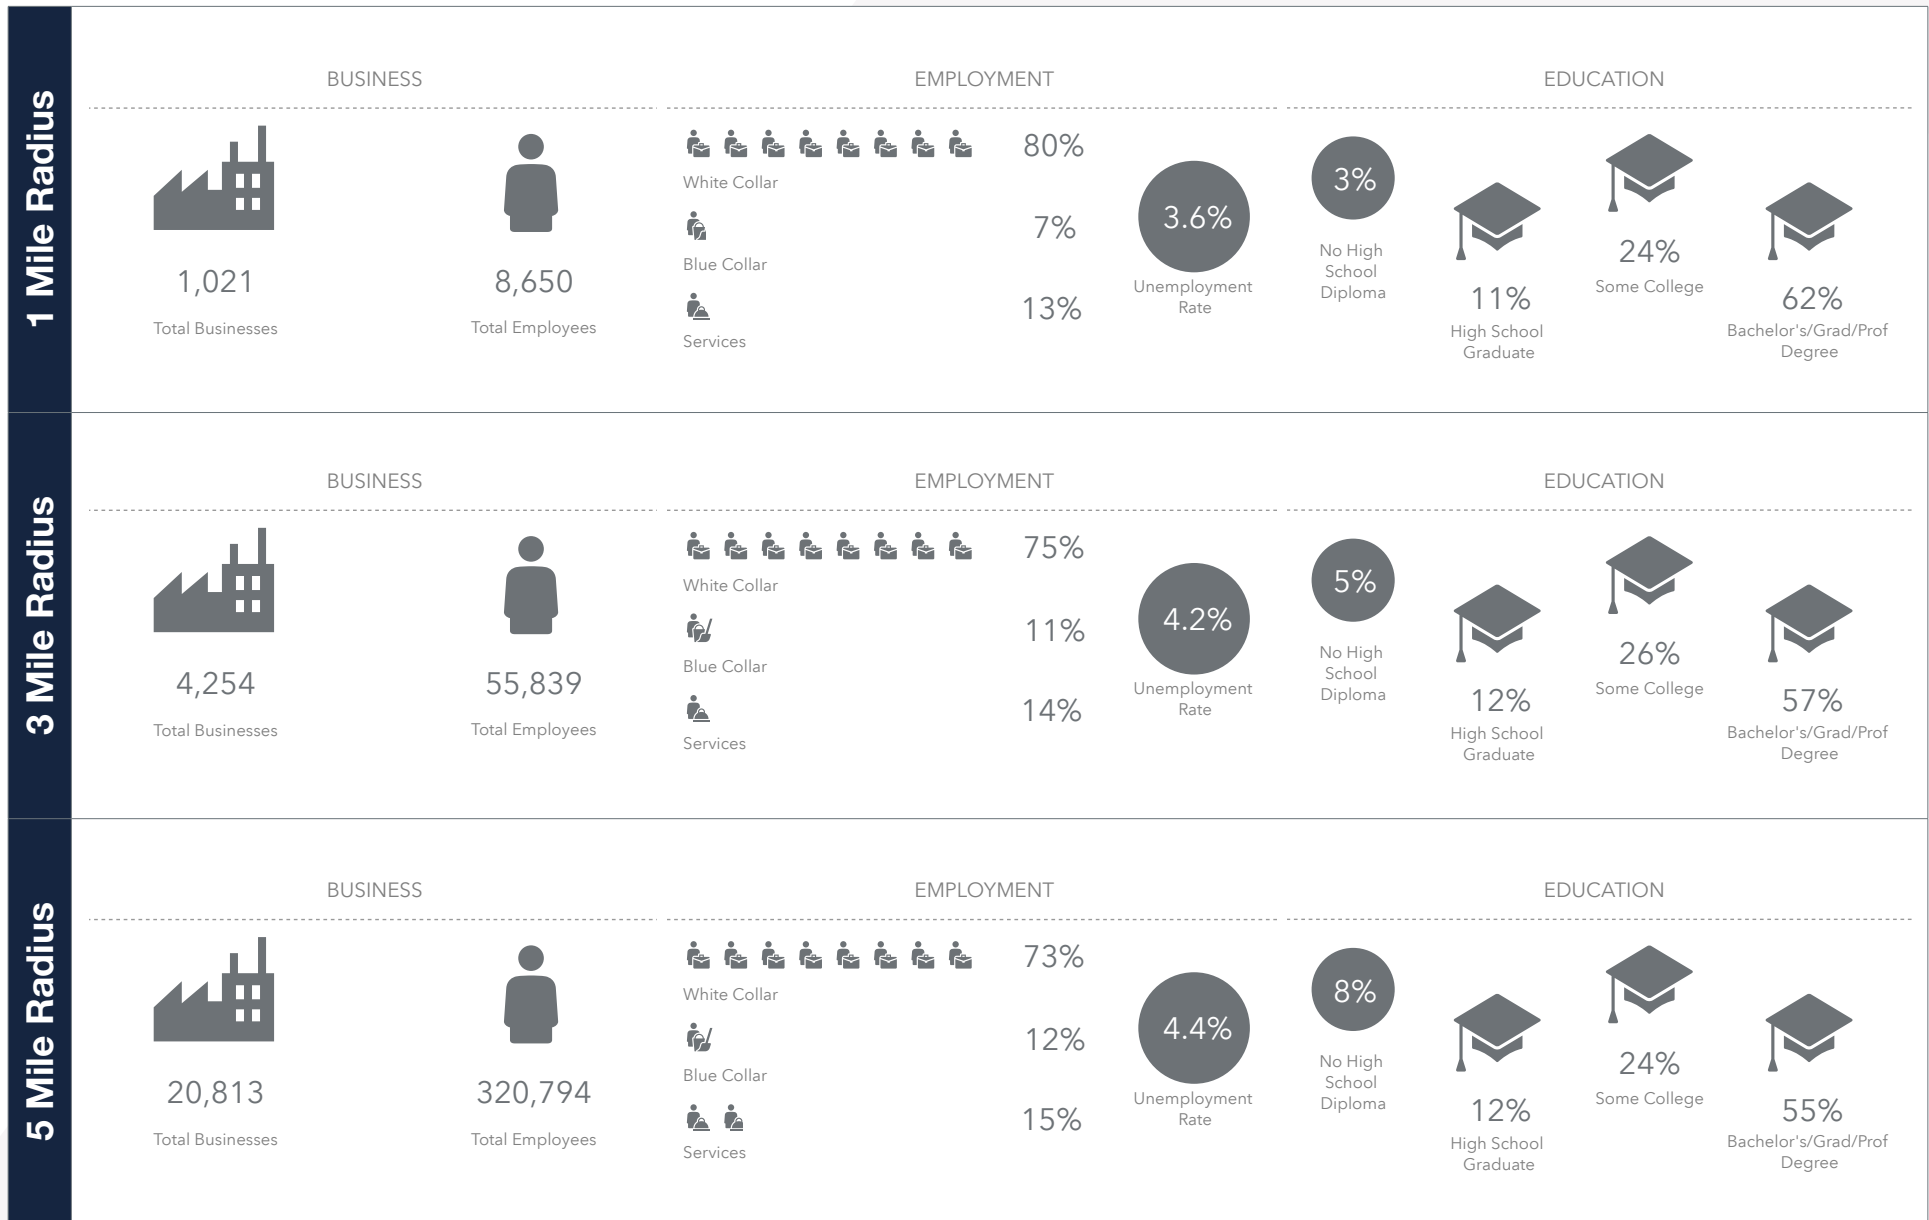 1 Mile Radius
BUSINESS
1,021
Total Businesses
8,650
Total Employees
EMPLOYMENT
80%
White Collar
7%
Blue Collar
13%
Services
3.6%
Unemployment
Rate
EDUCATION
3%
No High
School
Diploma
11%
High School
Graduate
24%
Some College
62%
Bachelor's/Grad/Prof
Degree
3 Mile Radius
BUSINESS
4,254
Total Businesses
55,839
Total Employees
EMPLOYMENT
75%
White Collar
11%
Blue Collar
14%
Services
4.2%
Unemployment
Rate
EDUCATION
5%
No High
School
Diploma
12%
High School
Graduate
26%
Some College
57%
Bachelor's/Grad/Prof
Degree
5 Mile Radius
BUSINESS
20,813
Total Businesses
320,794
Total Employees
EMPLOYMENT
73%
White Collar
12%
Blue Collar
15%
Services
4.4%
Unemployment
Rate
EDUCATION
8%
No High
School
Diploma
12%
High School
Graduate
24%
Some College
55%
Bachelor's/Grad/Prof
Degree